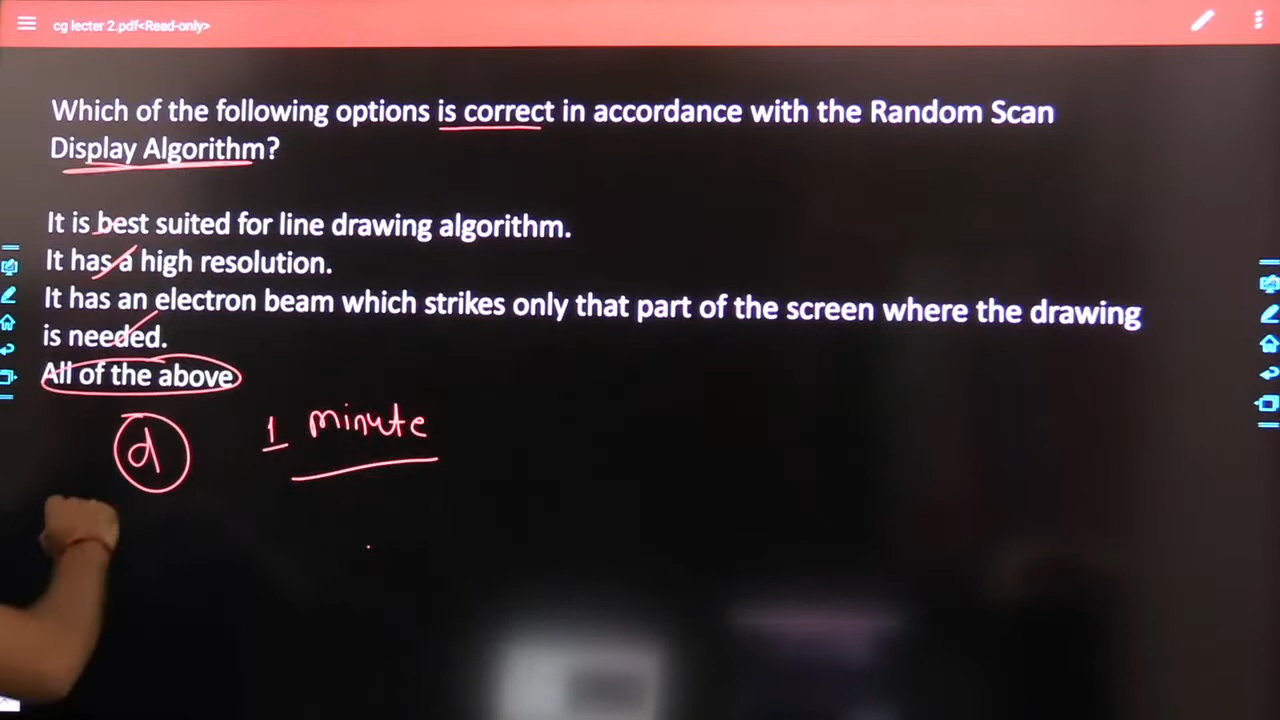 cg lecter 2.pdf<Read-only>
Which of the following options is correct in accordance with the Random Scan
Display Algorithm?
It is best suited for line drawing algorithm.
It has a high resolution.
It has an electron beam which strikes only that part of the screen where the drawing
is needed.
All of the above
d 1 minute